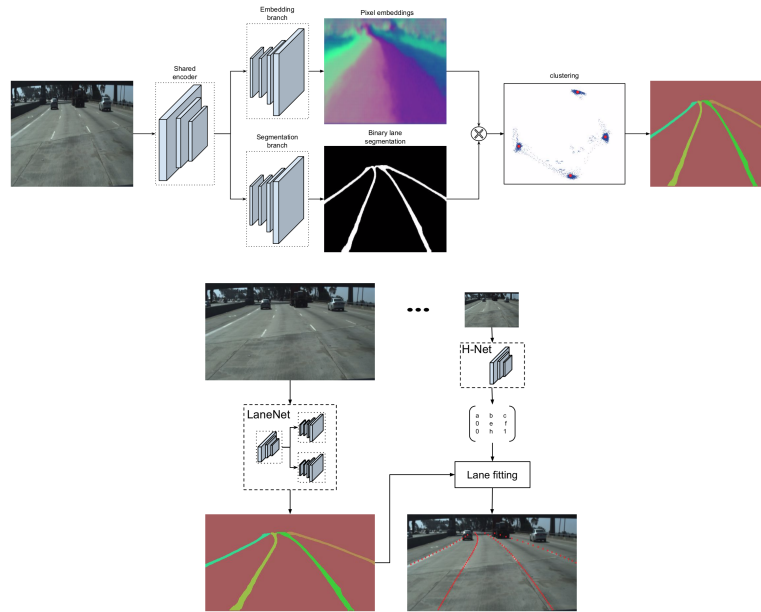 Embedding
branch
Pixel embeddings
Shared
encoder
clustering
Segmentation
branch
Binary lane
segmentation
H-Net
LaneNet
a b c
0 e f
0 h 1
Lane fitting